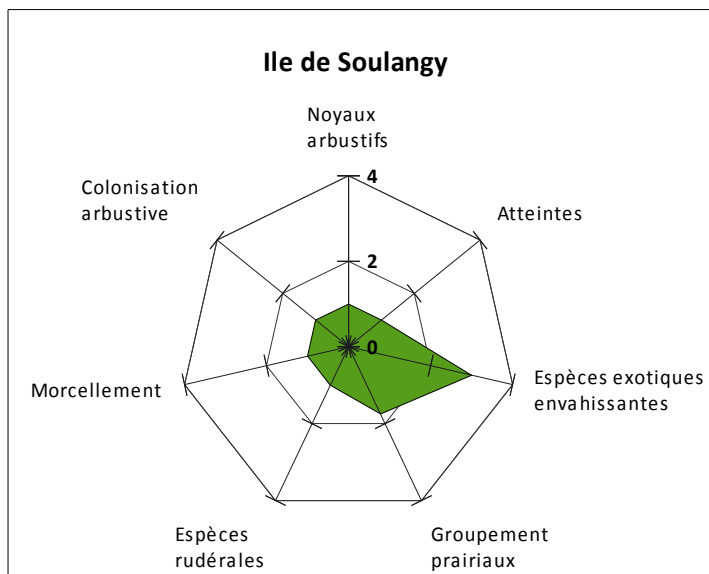 Ile de Soulangy
Noyaux
arbustifs
Colonisation
arbustive
4
Atteintes
2
0
Morcellement
Espèces exotiques
envahissantes
Espèces
rudérales
Groupement
prairiaux